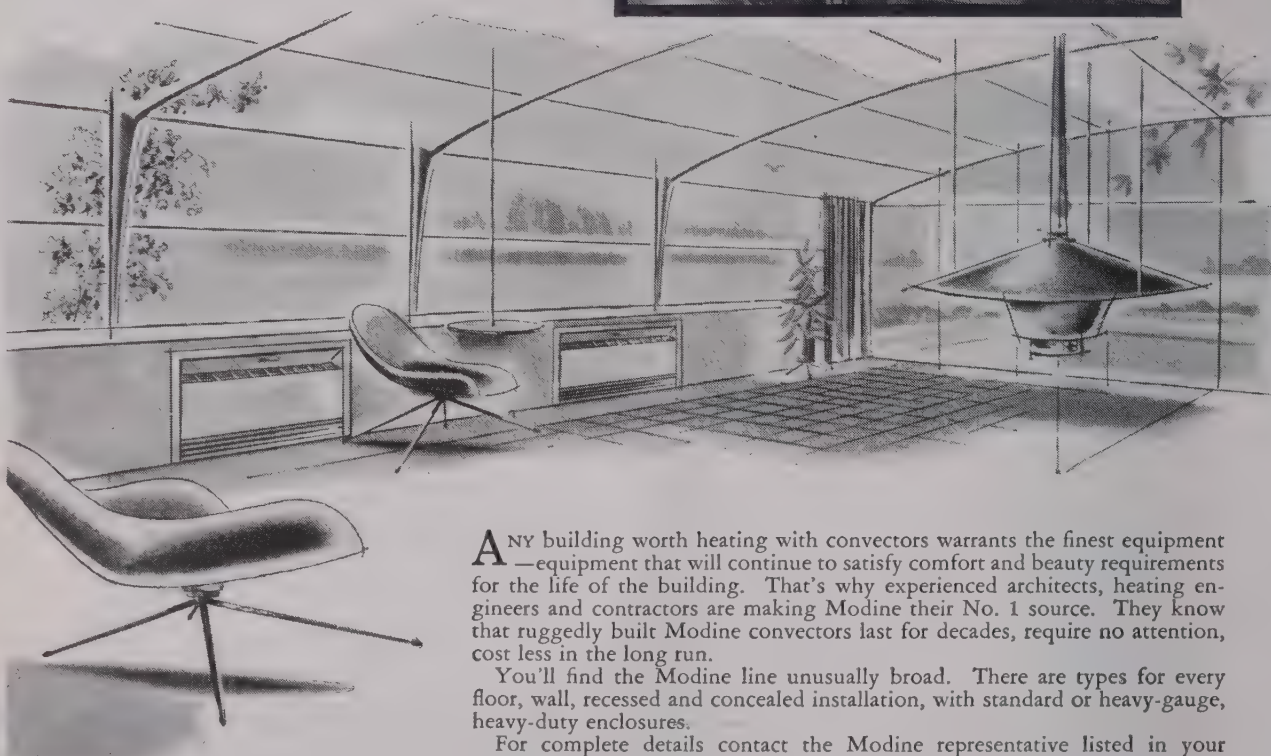 ANY building worth heating with convectors warrants the finest equipment
—equipment that will continue to satisfy comfort and beauty requirements
for the life of the building. That's why experienced architects, heating en-
gineers and contractors are making Modine their No. 1 source. They know
that ruggedly built Modine convectors last for decades, require no attention,
cost less in the long run.
You'll find the Modine line unusually broad. There are types for every
floor, wall, recessed and concealed installation, with standard or heavy-gauge,
heavy-duty enclosures.
For complete details contact the Modine representative listed in your